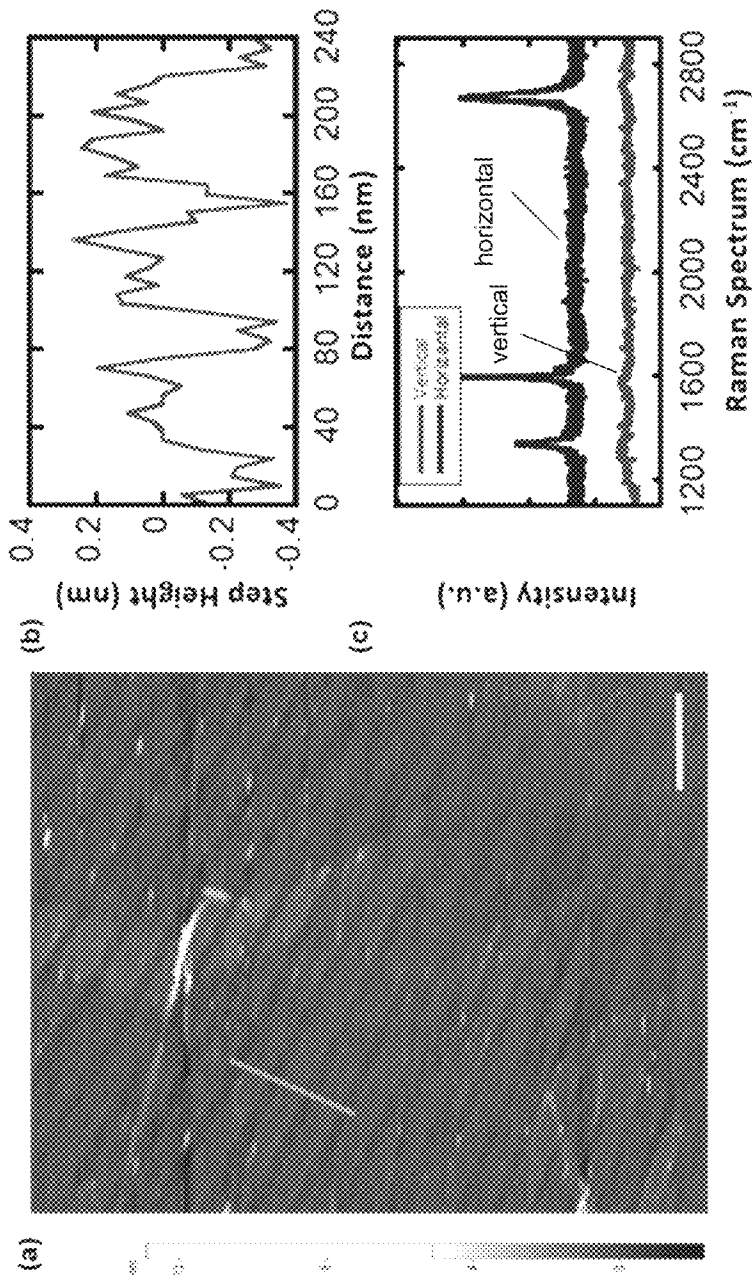 (a)
(b)
0.4
0.2
0
-0.2
-0.4
Step Height (nm)
0 40 80 120 160 200 240
Distance (nm)
(c)
Intensity (a.u.)
Vertical
Horizontal
vertical
horizontal
1200 1600 2000 2400 2800
Raman Spectrum (cm⁻¹)